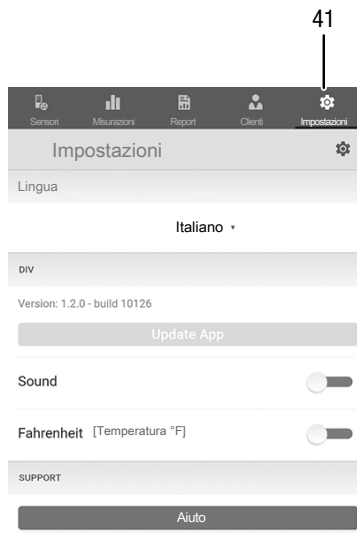 41
Sensori Misurazioni Report Clienti Impostazioni
Impostazioni
Lingua
Italiano
DIV
Version: 1.2.0 - build 10126
Update App
Sound
Fahrenheit [Temperatura °F]
SUPPORT
Aiuto